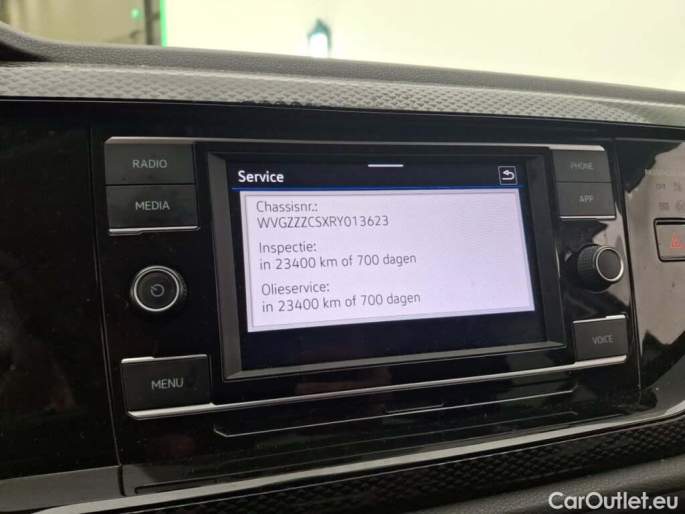 RADIO
MEDIA
MENU
Service
Chassisnr.:
WVGZZZCSXRY013623
Inspectie:
in 23400 km of 700 dagen
Olieservice:
in 23400 km of 700 dagen
PHONE
APP
VOICE
CarOutlet.eu